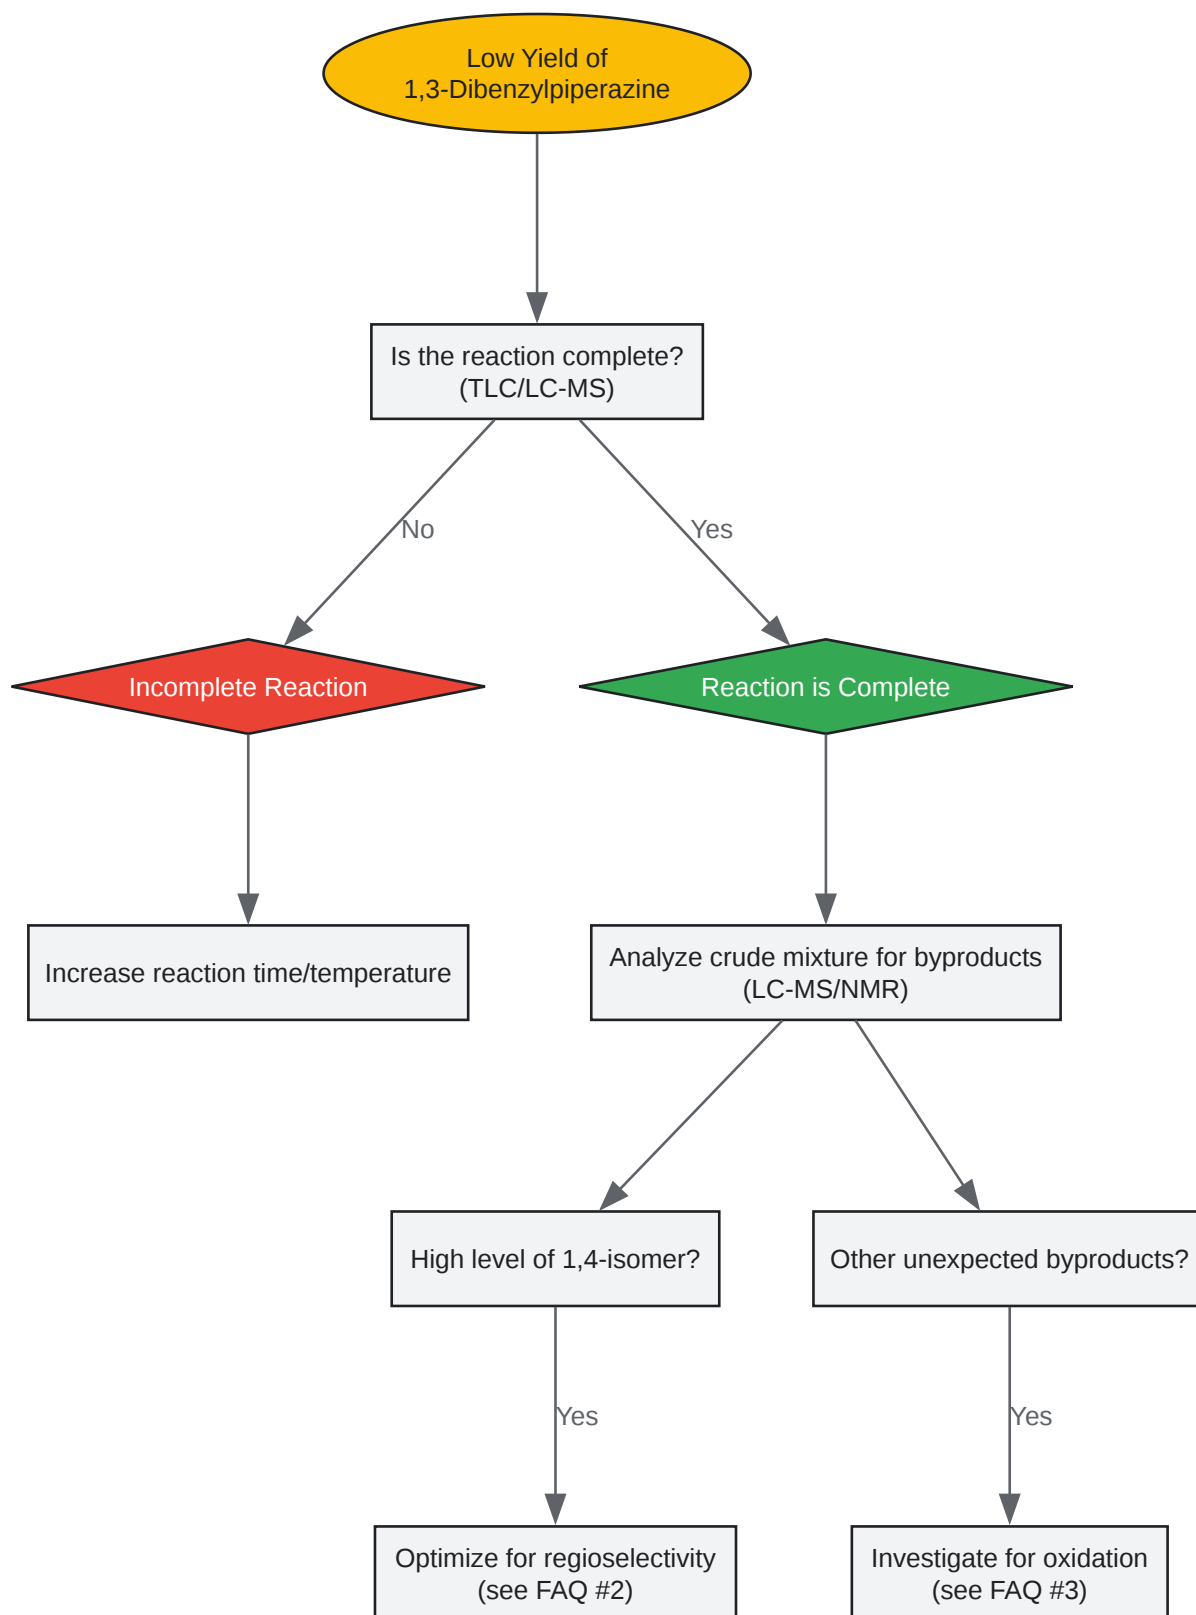 Low Yield of
1,3-Dibenzylpiperazine
Is the reaction complete?
(TLC/LC-MS)
No
Yes
Incomplete Reaction
Reaction is Complete
Increase reaction time/temperature
Analyze crude mixture for byproducts
(LC-MS/NMR)
High level of 1,4-isomer?
Other unexpected byproducts?
Yes
Yes
Optimize for regioselectivity
(see FAQ #2)
Investigate for oxidation
(see FAQ #3)